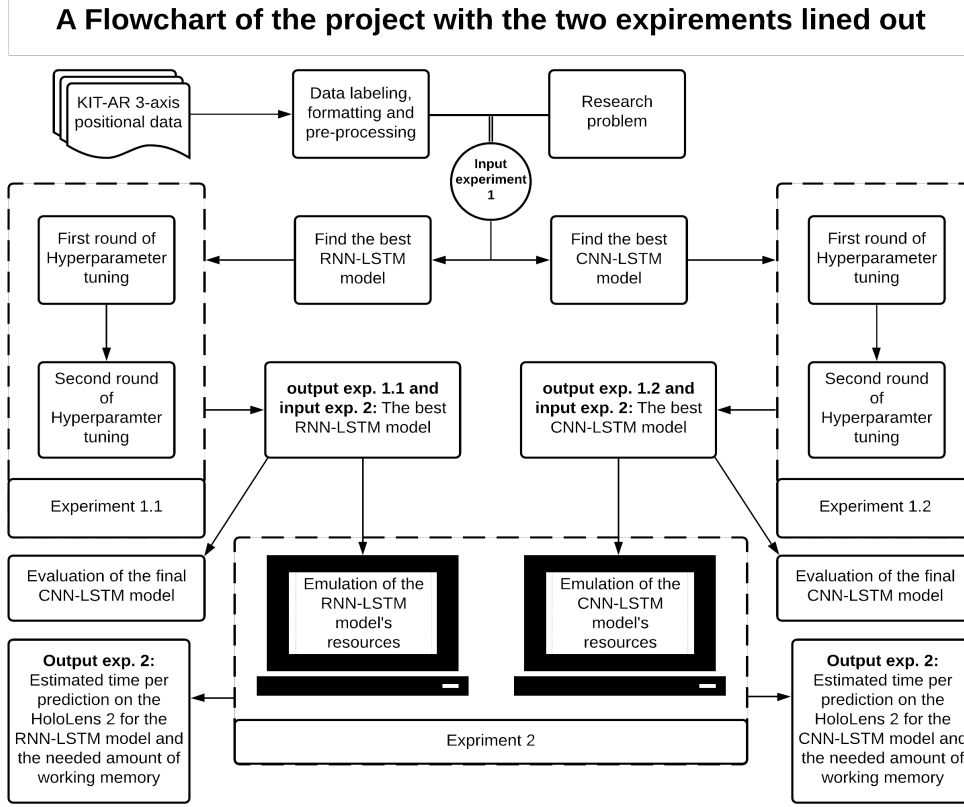 A Flowchart of the project with the two expirements lined out
KIT-AR 3-axis
positional data
Data labeling,
formatting and
pre-processing
Research
problem
Input
experiment
1
First round of
Hyperparameter
tuning
Find the best
RNN-LSTM
model
Find the best
CNN-LSTM
model
First round of
Hyperparameter
tuning
Second round
of
Hyperparamter
tuning
output exp. 1.1 and
input exp. 2: The best
RNN-LSTM model
output exp. 1.2 and
input exp. 2: The best
CNN-LSTM model
Second round
of
Hyperparamter
tuning
Experiment 1.1
Experiment 1.2
Evaluation of the final
CNN-LSTM model
Emulation of the
RNN-LSTM
model's
resources
Emulation of the
CNN-LSTM
model's
resources
Evaluation of the final
CNN-LSTM model
Output exp. 2:
Estimated time per
prediction on the
HoloLens 2 for the
RNN-LSTM model and
the needed amount of
working memory
Expriment 2
Output exp. 2:
Estimated time per
prediction on the
HoloLens 2 for the
CNN-LSTM model and
the needed amount of
working memory